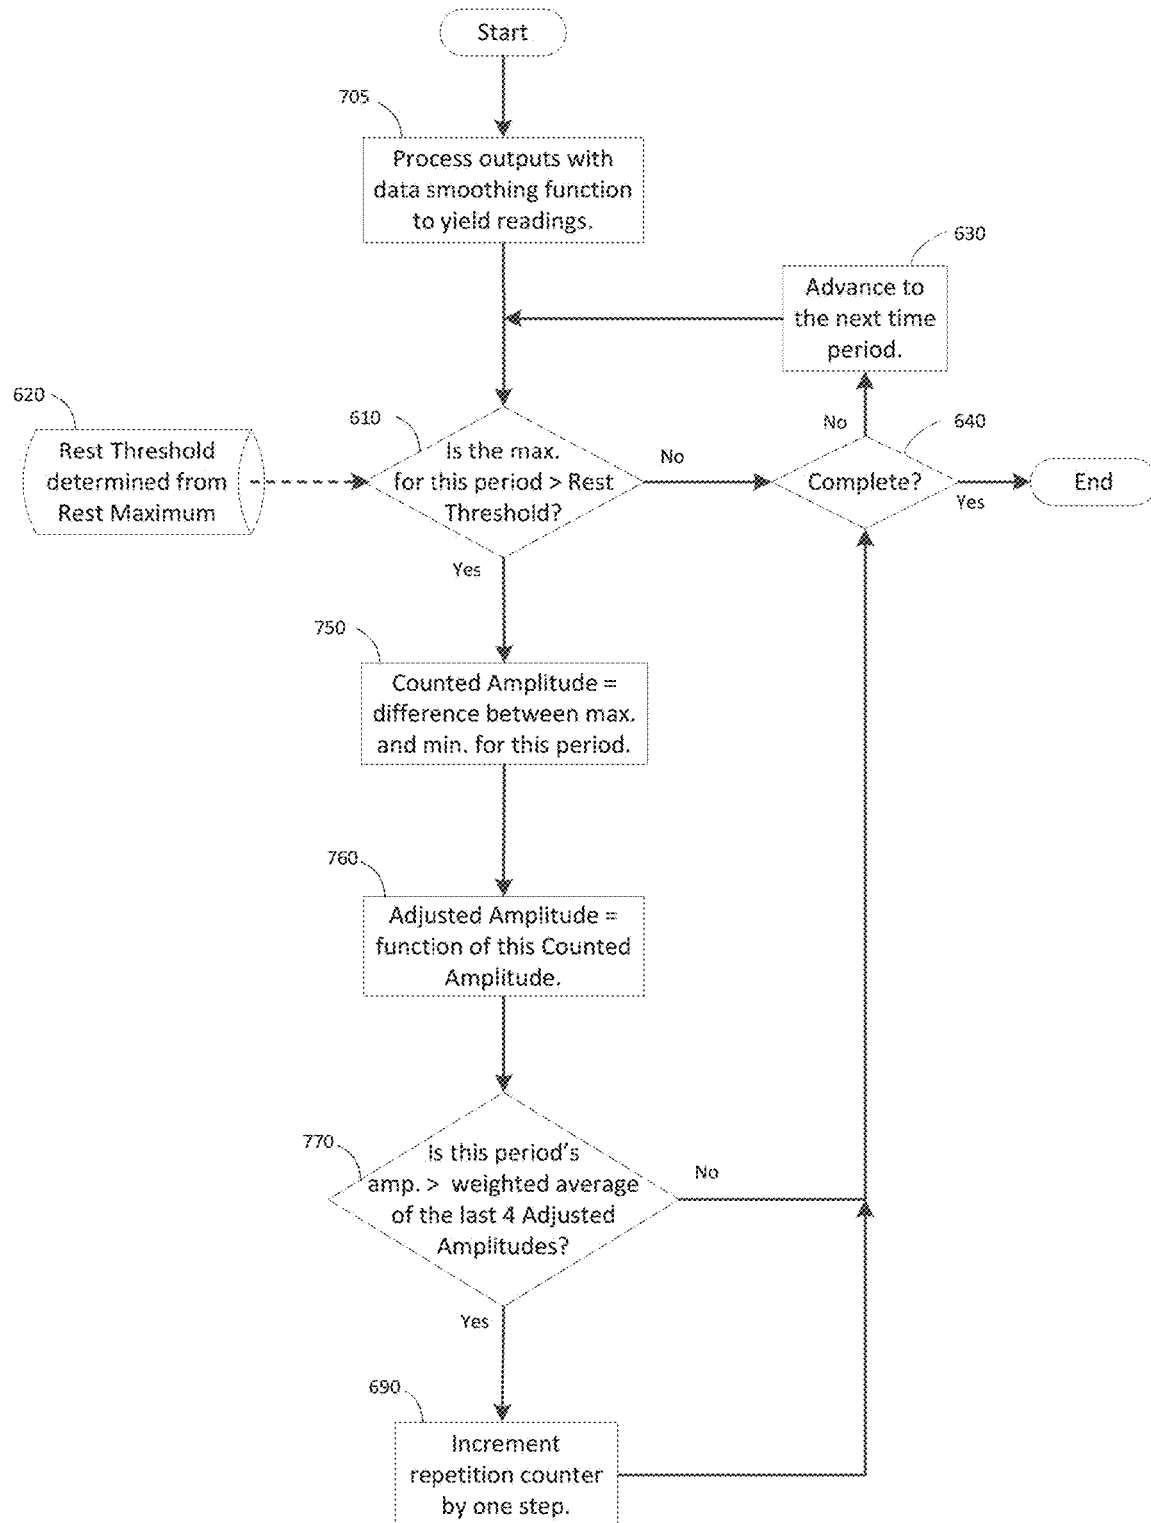 Start
705
Process outputs with
data smoothing function
to yield readings.
630
Advance to
the next time
period.
620
Rest Threshold
determined from
Rest Maximum
610
Is the max.
for this period > Rest
Threshold?
No
No
640
Complete?
Yes
End
Yes
750
Counted Amplitude =
difference between max.
and min. for this period.
760
Adjusted Amplitude =
function of this Counted
Amplitude.
770
Is this period's
amp. > weighted average
of the last 4 Adjusted
Amplitudes?
No
Yes
690
Increment
repetition counter
by one step.